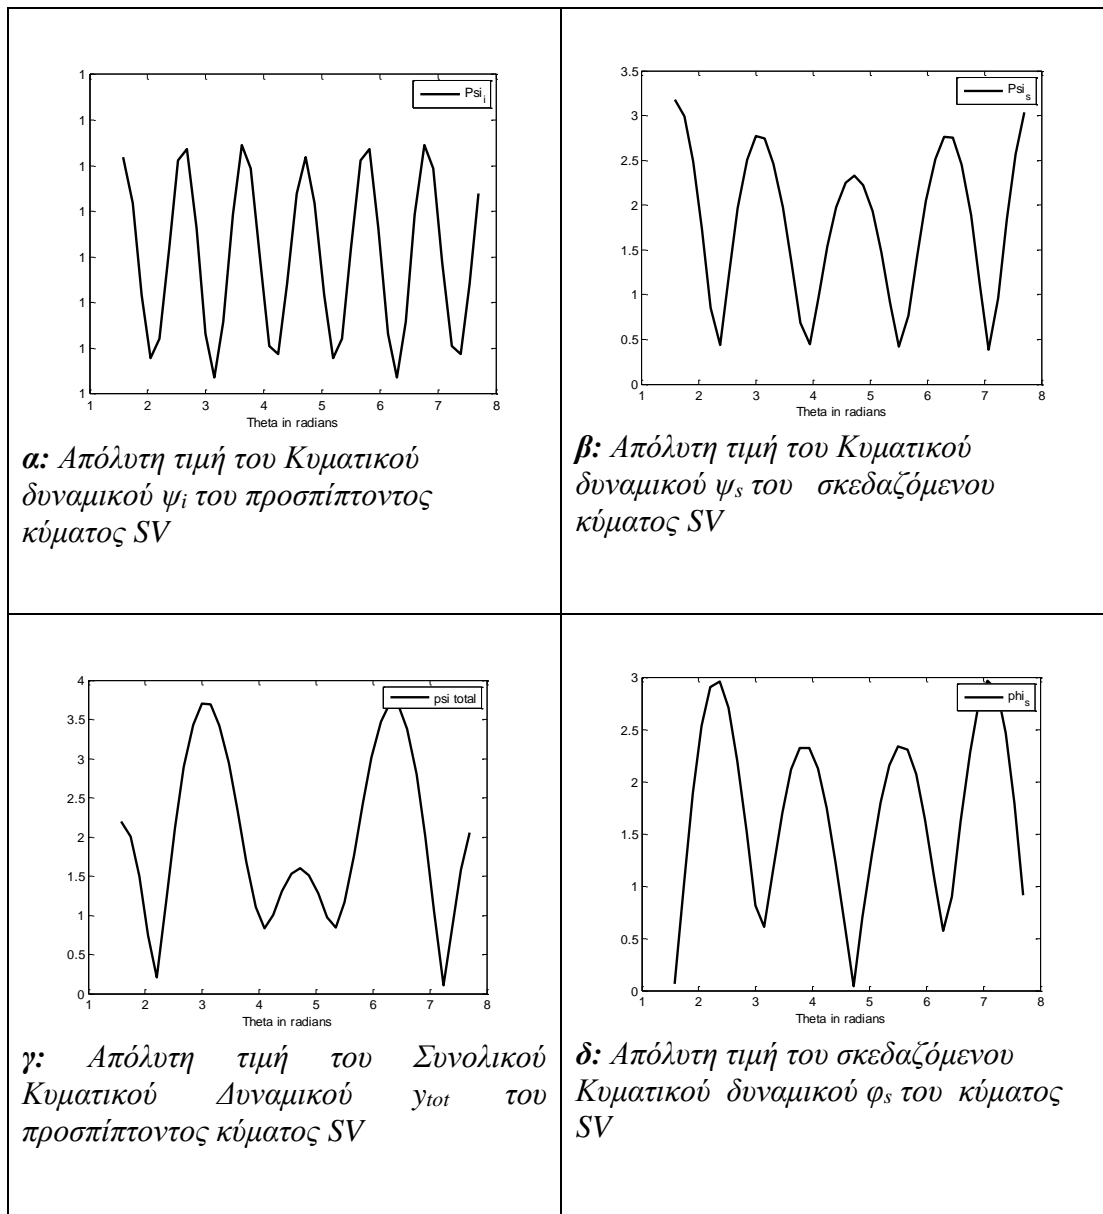 1
1
1
1
1
1
1
1
1 2 3 4 5 6 7 8
Theta in radians
Psi_i
α: Απόλυτη τιμή του Κυματικού
δυναμικού ψi του προσπίπτοντος
κύματος SV
3.5
3
2.5
2
1.5
1
0.5
0
1 2 3 4 5 6 7 8
Theta in radians
Psi_s
β: Απόλυτη τιμή του Κυματικού
δυναμικού ψs του σκεδαζόμενου
κύματος SV
4
3.5
3
2.5
2
1.5
1
0.5
0
1 2 3 4 5 6 7 8
Theta in radians
psi total
γ: Απόλυτη τιμή του Συνολικού
Κυματικού Δυναμικού ytot του
προσπίπτοντος κύματος SV
3
2.5
2
1.5
1
0.5
0
1 2 3 4 5 6 7 8
Theta in radians
phi_s
δ: Απόλυτη τιμή του σκεδαζόμενου
Κυματικού δυναμικού φs του κύματος
SV